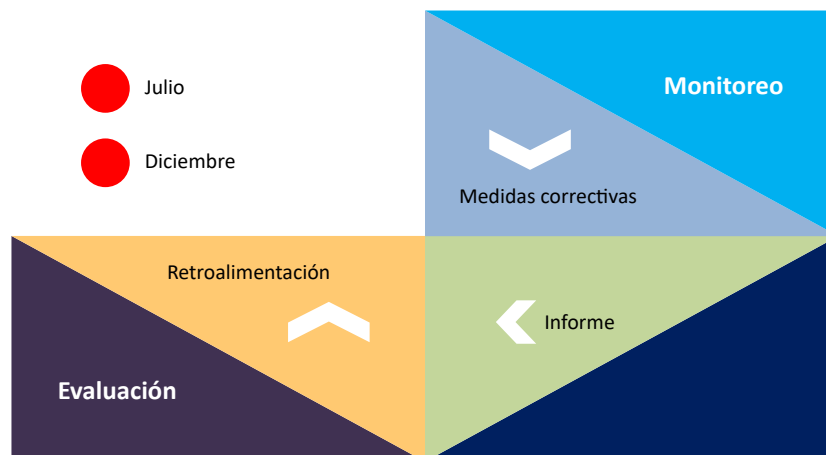 Julio
Monitoreo
Diciembre
Medidas correctivas
Retroalimentación
Informe
Evaluación